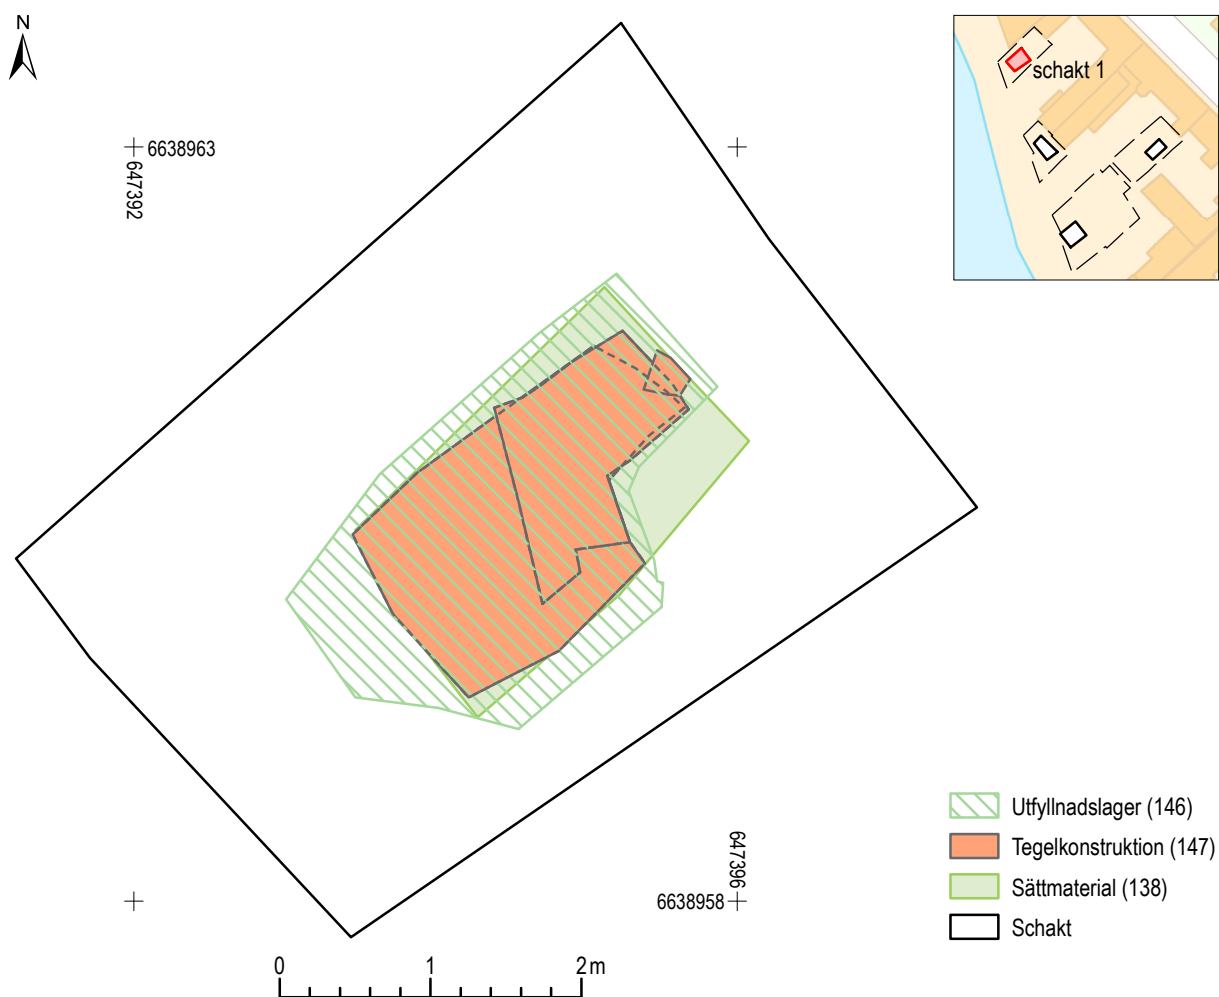 N
schakt 1
6638963
647392
647396
6638958
Utfyllnadslager (146)
Tegelkonstruktion (147)
Sättmaterial (138)
Schakt
0 1 2 m